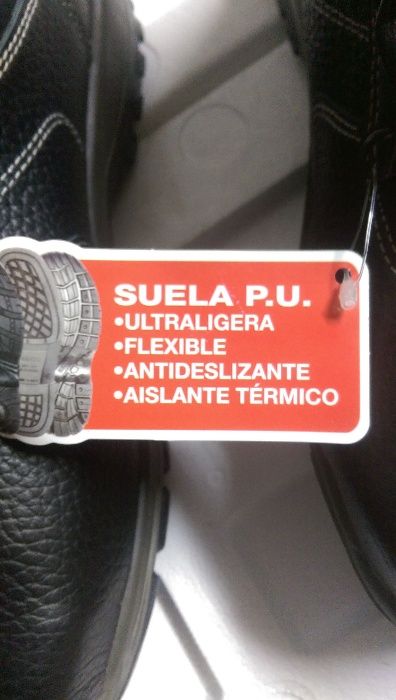 SUELA P.U.
•ULTRALIGERA
•FLEXIBLE
•ANTIDESLIZANTE
•AISLANTE TÉRMICO